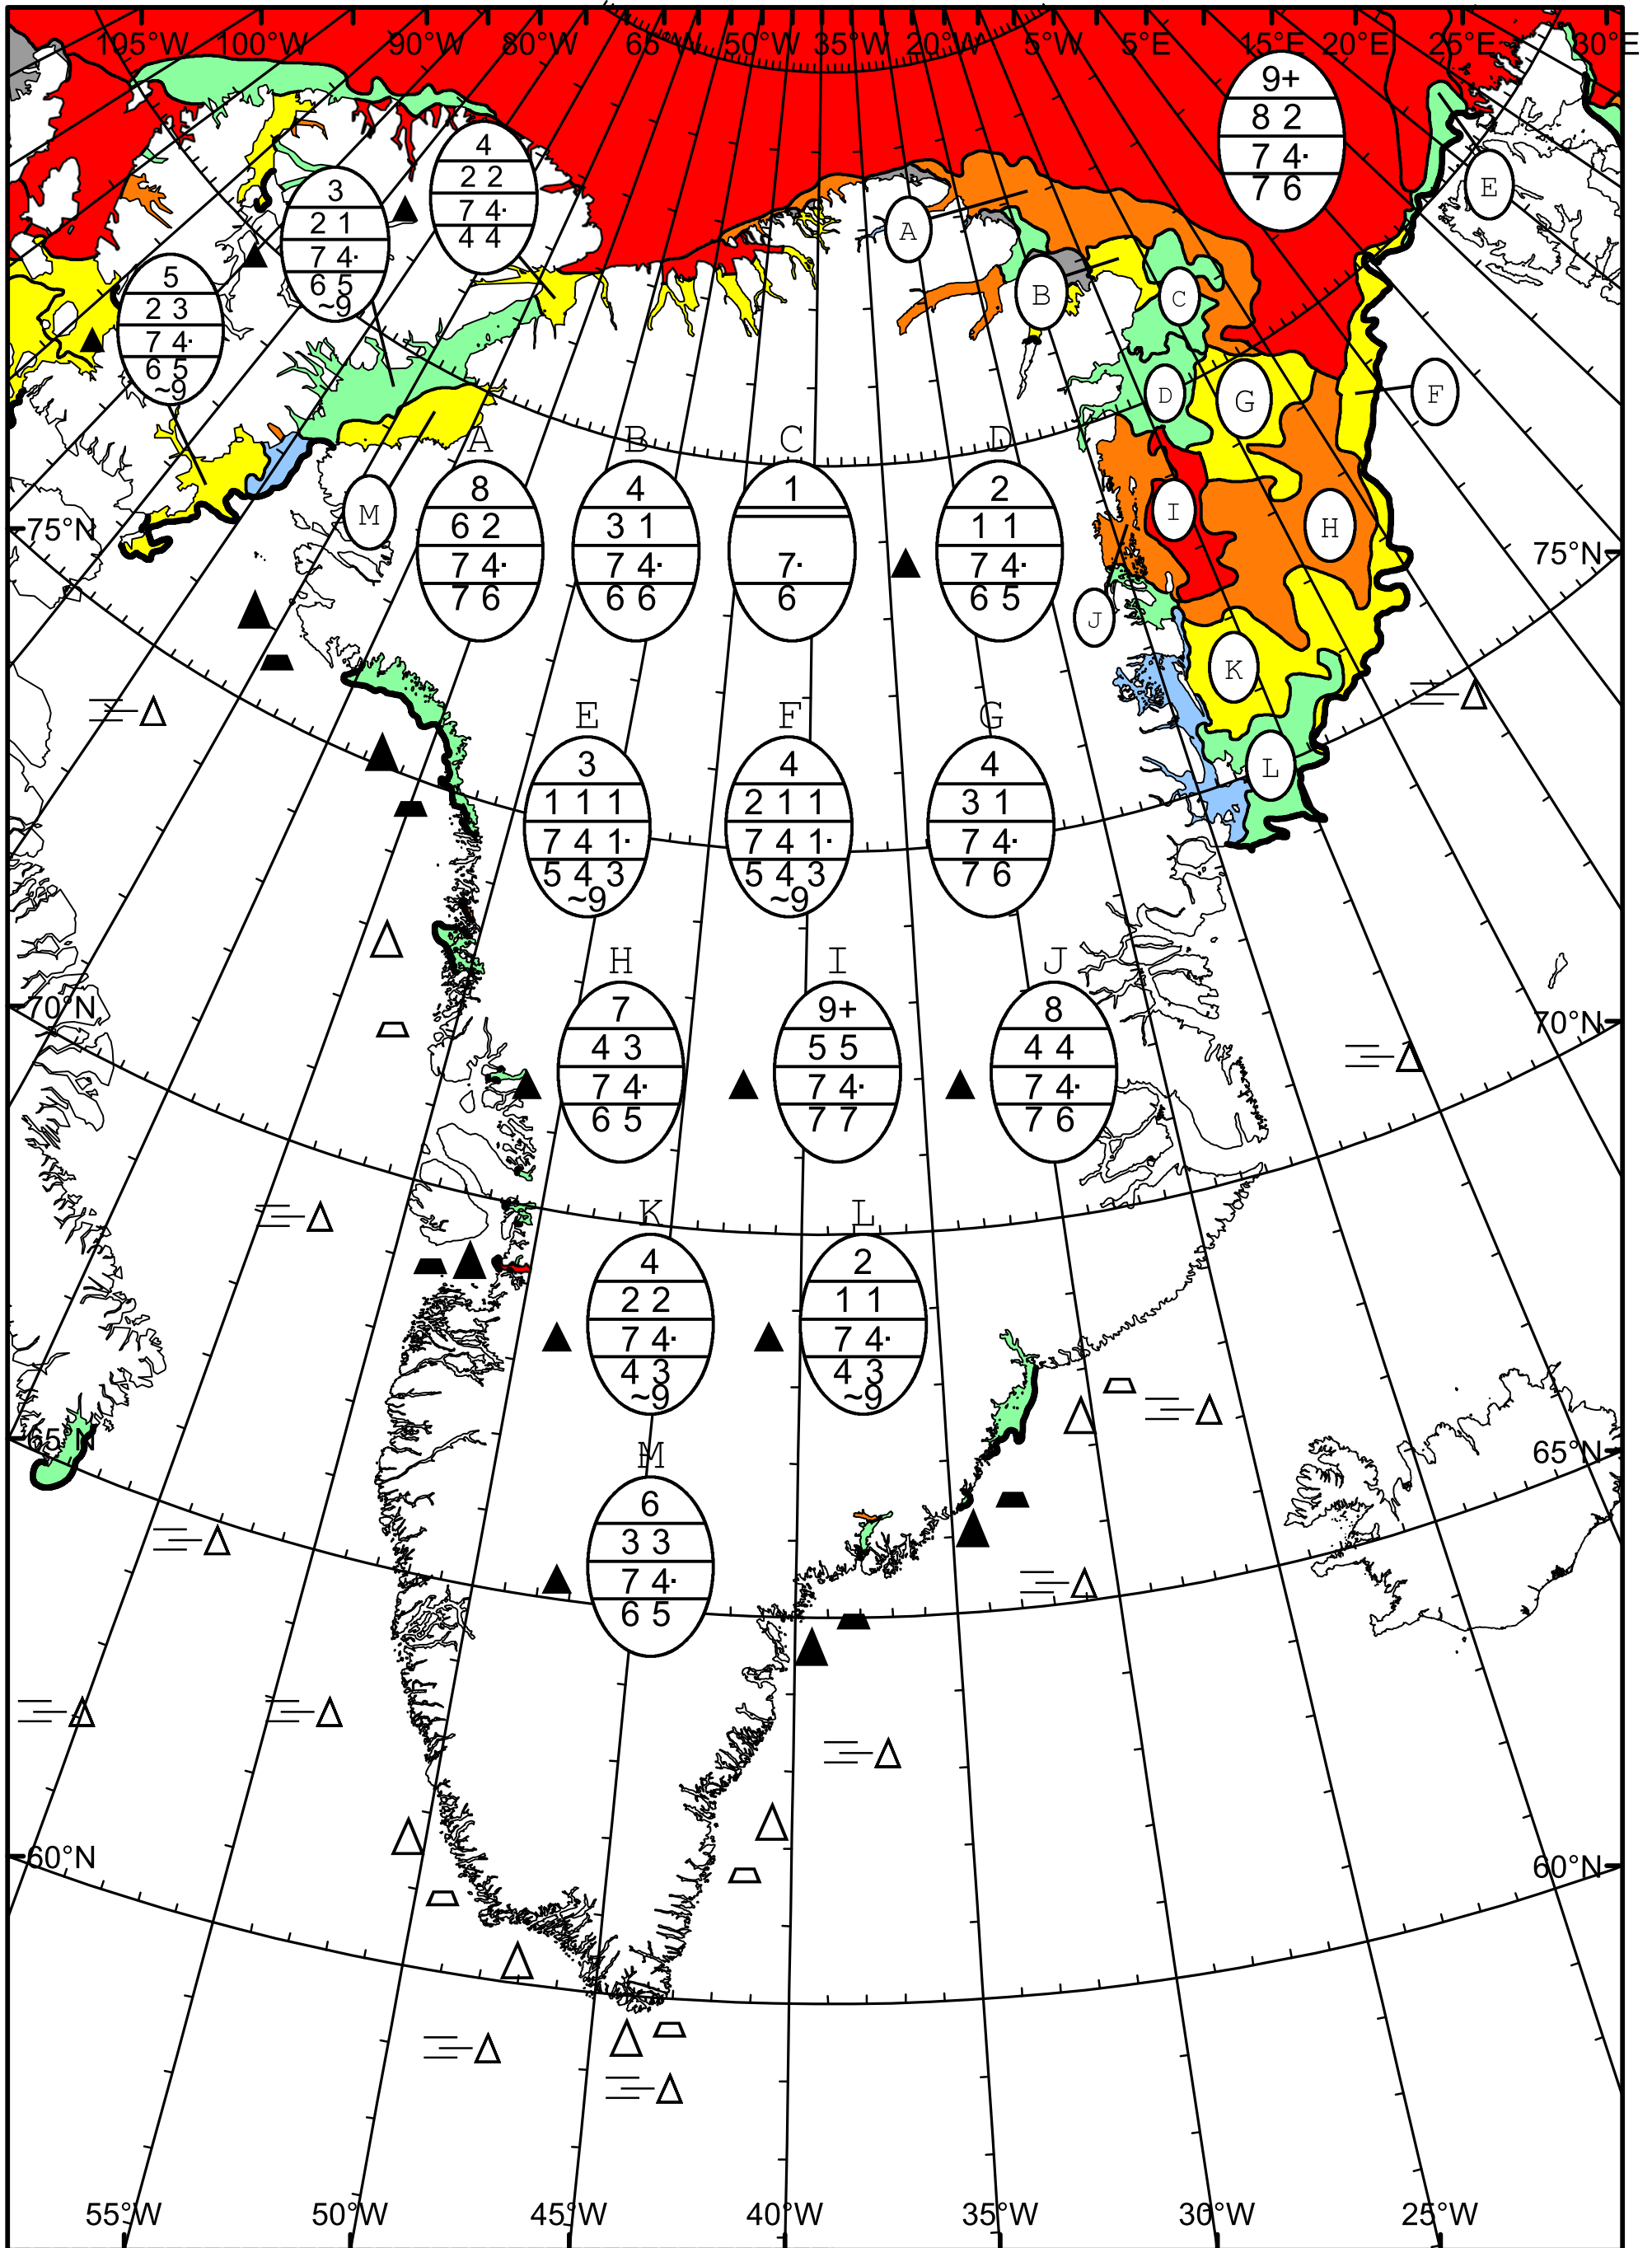 105°W 100°W 90°W 80°W 65°W 50°W 35°W 20°W 5°W 5°E 15°E 20°E 25°E 30°E
9+
8 2
7 4·
7 6
4
2 2
7 4·
4 4
3
2 1
7 4·
6 5
~9
5
2 3
7 4·
6 5
~9
E
A
B
C
D
G
F
M
I
H
J
K
L
75°N
75°N
A
8
6 2
7 4·
7 6
B
4
3 1
7 4·
6 6
C
1
7·
6
D
2
1 1
7 4·
6 5
E
3
1 1 1
7 4 1·
5 4 3
~9
F
4
2 1 1
7 4 1·
5 4 3
~9
G
4
3 1
7 4·
7 6
70°N
70°N
H
7
4 3
7 4·
6 5
I
9+
5 5
7 4·
7 7
J
8
4 4
7 4·
7 6
K
4
2 2
7 4·
4 3
~9
L
2
1 1
7 4·
4 3
~9
65°N
65°N
M
6
3 3
7 4·
6 5
60°N
60°N
55°W 50°W 45°W 40°W 35°W 30°W 25°W